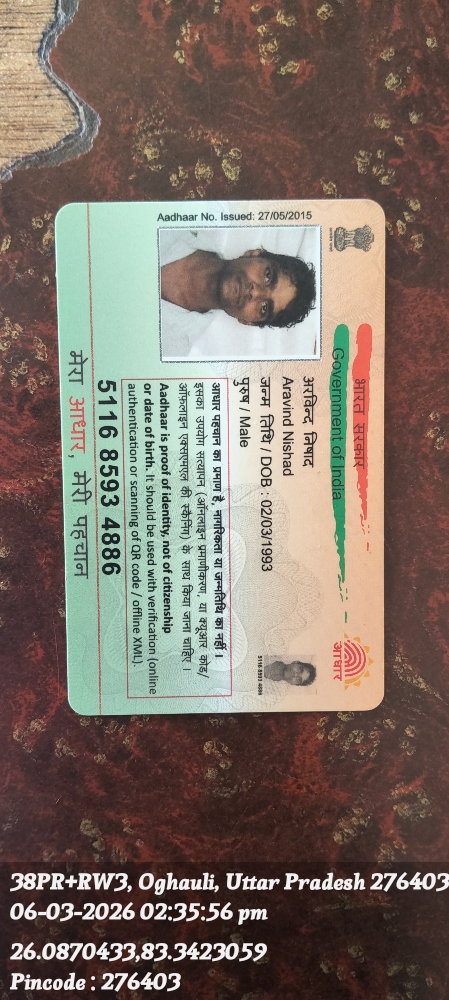 भारत सरकार
Government of India
आधार
Aadhaar No. Issued: 27/05/2015
अरविन्द निषाद
Aravind Nishad
जन्म तिथि / DOB : 02/03/1993
पुरुष / Male
5116 8593 4886
आधार पहचान का प्रमाण है, नागरिकता या जन्मतिथि का नहीं ।
इसका उपयोग सत्यापन (ऑनलाइन प्रमाणीकरण, या क्यूआर कोड/
ऑफ़लाइन एक्सएमएल की स्कैनिंग) के साथ किया जाना चाहिए ।
Aadhaar is proof of identity, not of citizenship
or date of birth. It should be used with verification (online
authentication or scanning of QR code / offline XML).
5116 8593 4886
मेरा आधार, मेरी पहचान
38PR+RW3, Oghauli, Uttar Pradesh 276403
06-03-2026 02:35:56 pm
26.0870433,83.3423059
Pincode : 276403